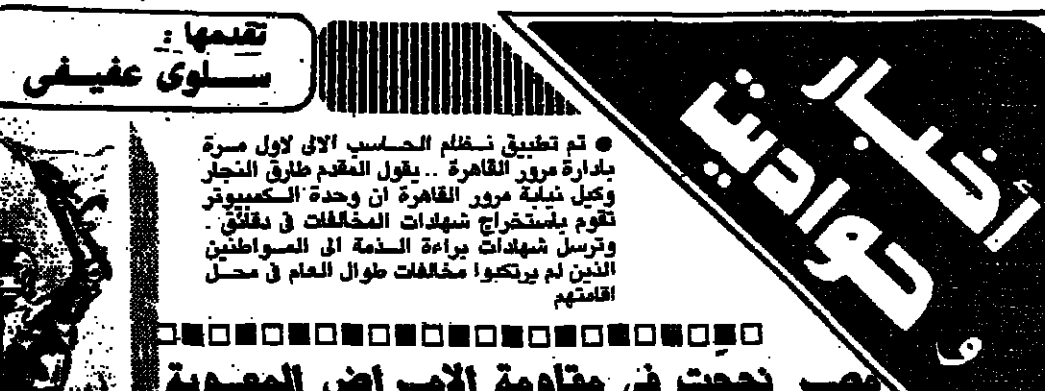 أخبار
و
حوادث
تقدمها :
سلوى عفيفى
● تم تطبيق نظام الحاسب الالى لاول مرة
بادارة مرور القاهرة .. يقول المقدم طارق النجار
وكيل نيابة مرور القاهرة ان وحدة الكمبيوتر
تقوم باستخراج شهادات المخالفات فى دقائق .
وترسل شهادات براءة الذمة الى المواطنين
الذين لم يرتكبوا مخالفات طوال العام فى محل
اقامتهم
مصر نجحت فى مقاومة الامراض المعدية